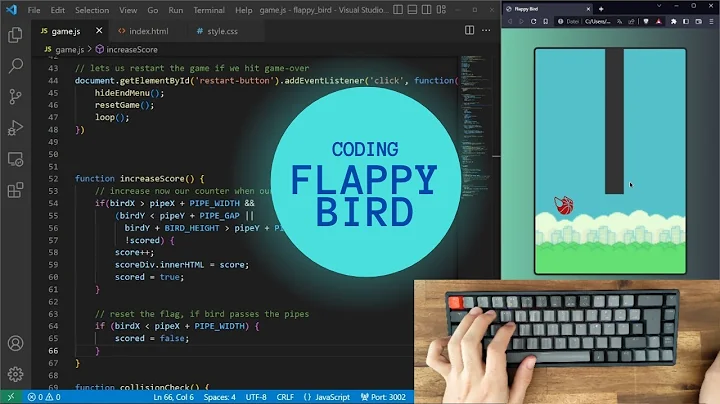 File Edit Selection View Go Run Terminal Help game.js - flappy_bird - Visual Studio...
game.js index.html style.css
game.js > increaseScore
42
43 // lets us restart the game if we hit game-over
44 document.getElementById('restart-button').addEventListener('click', function(
45 hideEndMenu();
46 resetGame();
47 loop();
48 })
49
50
51
52 function increaseScore() {
53 // increase now our counter when our
54 if(birdX > pipeX + PIPE_WIDTH &&
55 (birdY < pipeY + PIPE_GAP ||
56 birdY + BIRD_HEIGHT > pipeY + PI
57 !scored) {
58 score++;
59 scoreDiv.innerHTML = score;
60 scored = true;
61 }
62
63 // reset the flag, if bird passes the pipes
64 if (birdX < pipeX + PIPE_WIDTH) {
65 scored = false;
66 }
67 }
68
69 function collisionCheck() {
0 0 Ln 66, Col 6 Spaces: 4 UTF-8 CRLF {} JavaScript Port: 3002
CODING
FLAPPY
BIRD
Flappy Bird
Datei C:/Users/...